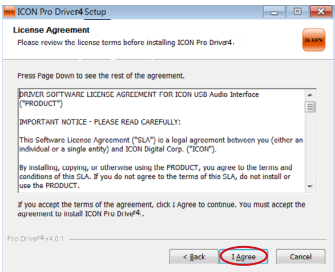 ICON Pro Driver4 Setup
License Agreement
Please review the license terms before installing ICON Pro Driver4.
ICON
Press Page Down to see the rest of the agreement.
DRIVER SOFTWARE LICENSE AGREEMENT FOR ICON USB Audio Interface
("PRODUCT")
IMPORTANT NOTICE - PLEASE READ CAREFULLY:
This Software License Agreement ("SLA") is a legal agreement between you (either an
individual or a single entity) and ICON Digital Corp. ("ICON").
By installing, copying, or otherwise using the PRODUCT, you agree to the terms and
conditions of this SLA. If you do not agree to the terms of this SLA, do not install or
use the PRODUCT.
If you accept the terms of the agreement, click I Agree to continue. You must accept the
agreement to install ICON Pro Driver4.
Pro Driver4 v4.0.1
< Back
I Agree
Cancel